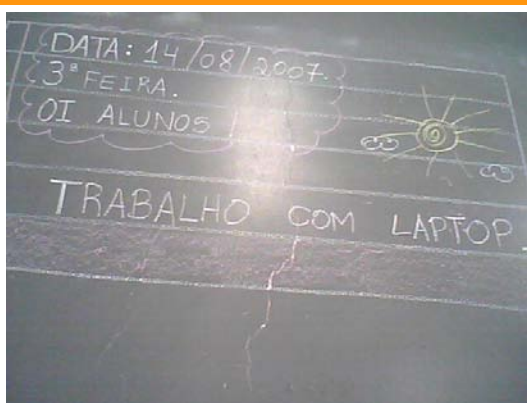 DATA: 14/08/2007.
3ª FEIRA.
OI ALUNOS
TRABALHO COM LAPTOP.